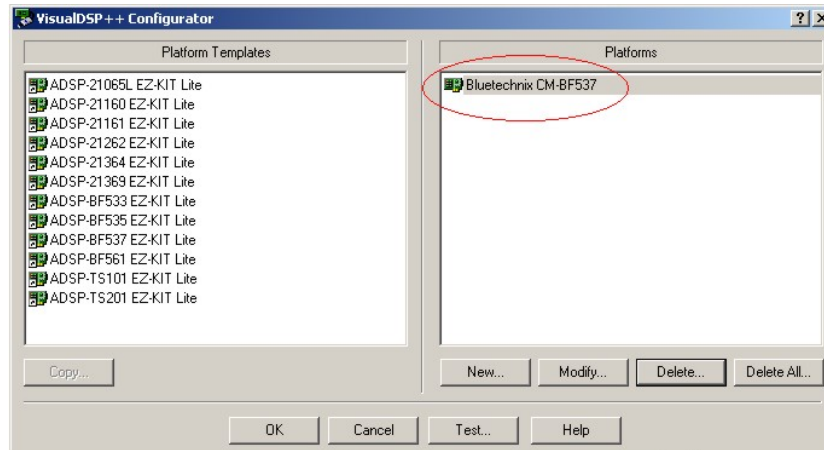 VisualDSP++ Configurator
Platform Templates
ADSP-21065L EZ-KIT Lite
ADSP-21160 EZ-KIT Lite
ADSP-21161 EZ-KIT Lite
ADSP-21262 EZ-KIT Lite
ADSP-21364 EZ-KIT Lite
ADSP-21369 EZ-KIT Lite
ADSP-BF533 EZ-KIT Lite
ADSP-BF535 EZ-KIT Lite
ADSP-BF537 EZ-KIT Lite
ADSP-BF561 EZ-KIT Lite
ADSP-TS101 EZ-KIT Lite
ADSP-TS201 EZ-KIT Lite
Copy...
Platforms
Bluetechnix CM-BF537
New... Modify... Delete... Delete All...
OK Cancel Test... Help